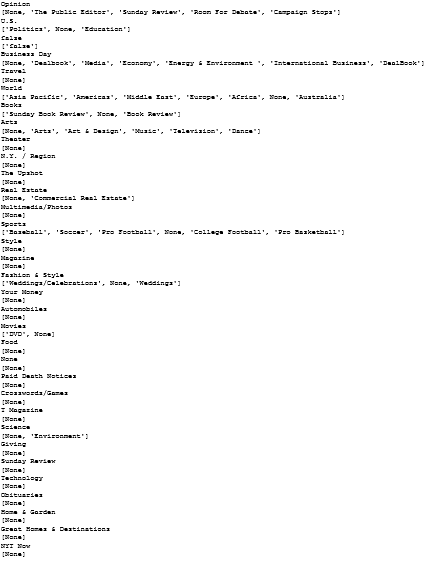 Opinion
[None, 'The Public Editor', 'Sunday Review', 'Room For Debate', 'Campaign Stops']
U.S.
['Politics', None, 'Education']
false
['false']
Business Day
[None, 'Dealbook', 'Media', 'Economy', 'Energy & Environment ', 'International Business', 'DealBook']
Travel
[None]
World
['Asia Pacific', 'Americas', 'Middle East', 'Europe', 'Africa', None, 'Australia']
Books
['Sunday Book Review', None, 'Book Review']
Arts
[None, 'Arts', 'Art & Design', 'Music', 'Television', 'Dance']
Theater
[None]
N.Y. / Region
[None]
The Upshot
[None]
Real Estate
[None, 'Commercial Real Estate']
Multimedia/Photos
[None]
Sports
['Baseball', 'Soccer', 'Pro Football', None, 'College Football', 'Pro Basketball']
Style
[None]
Magazine
[None]
Fashion & Style
['Weddings/Celebrations', None, 'Weddings']
Your Money
[None]
Automobiles
[None]
Movies
['DVD', None]
Food
[None]
None
[None]
Paid Death Notices
[None]
Crosswords/Games
[None]
T Magazine
[None]
Science
[None, 'Environment']
Giving
[None]
Sunday Review
[None]
Technology
[None]
Obituaries
[None]
Home & Garden
[None]
Great Homes & Destinations
[None]
NYT Now
[None]